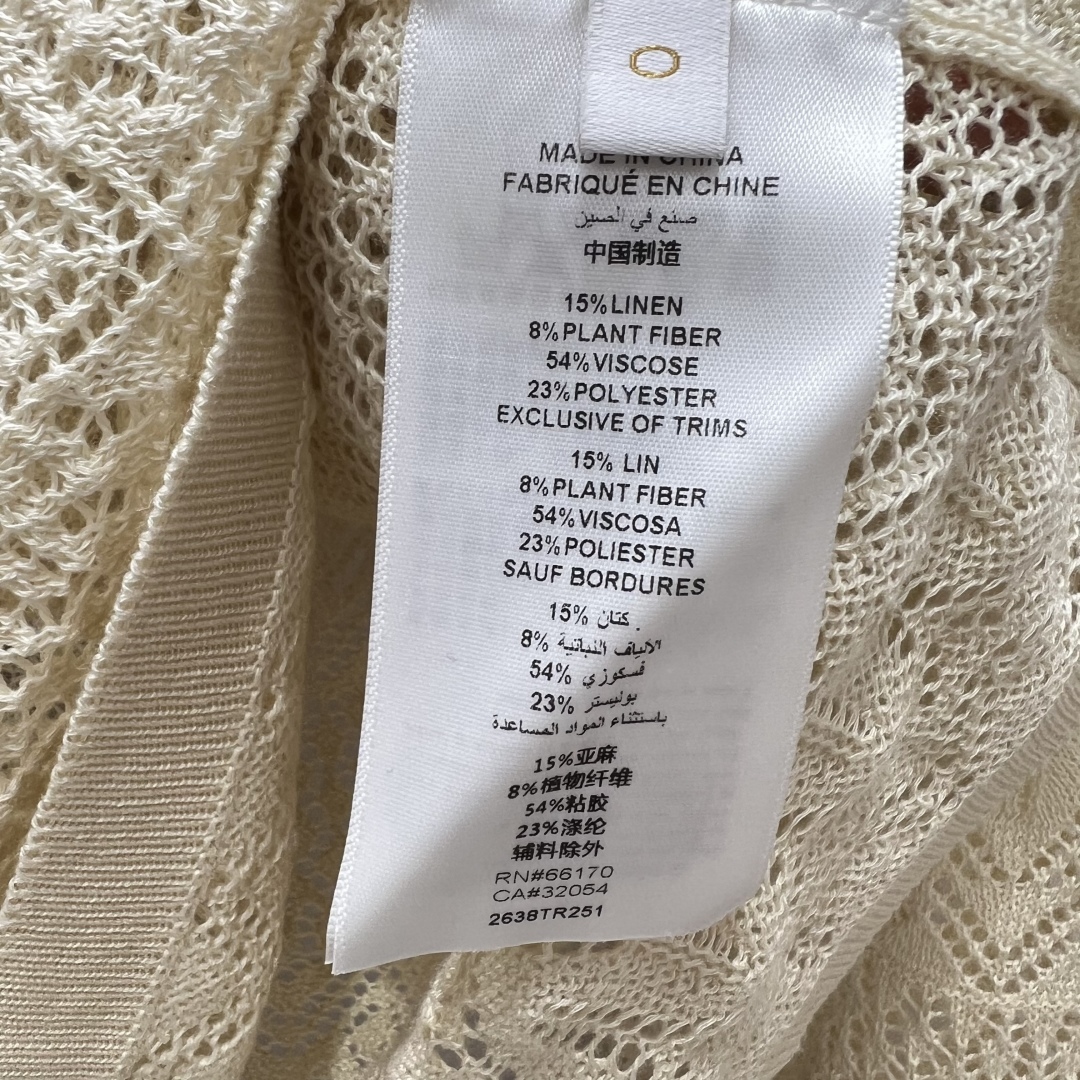 0
MADE IN CHINA
FABRIQUÉ EN CHINE
صنع في الصين
中国制造
15%LINEN
8%PLANT FIBER
54%VISCOSE
23%POLYESTER
EXCLUSIVE OF TRIMS
15% LIN
8%PLANT FIBER
54%VISCOSA
23%POLIESTER
SAUF BORDURES
15% كتان .
8% الألياف النباتية
54% فسكوزي
23% بوليستر
باستثناء المواد المساعدة
15%亚麻
8%植物纤维
54%粘胶
23%涤纶
辅料除外
RN#66170
CA#32054
2638TR251